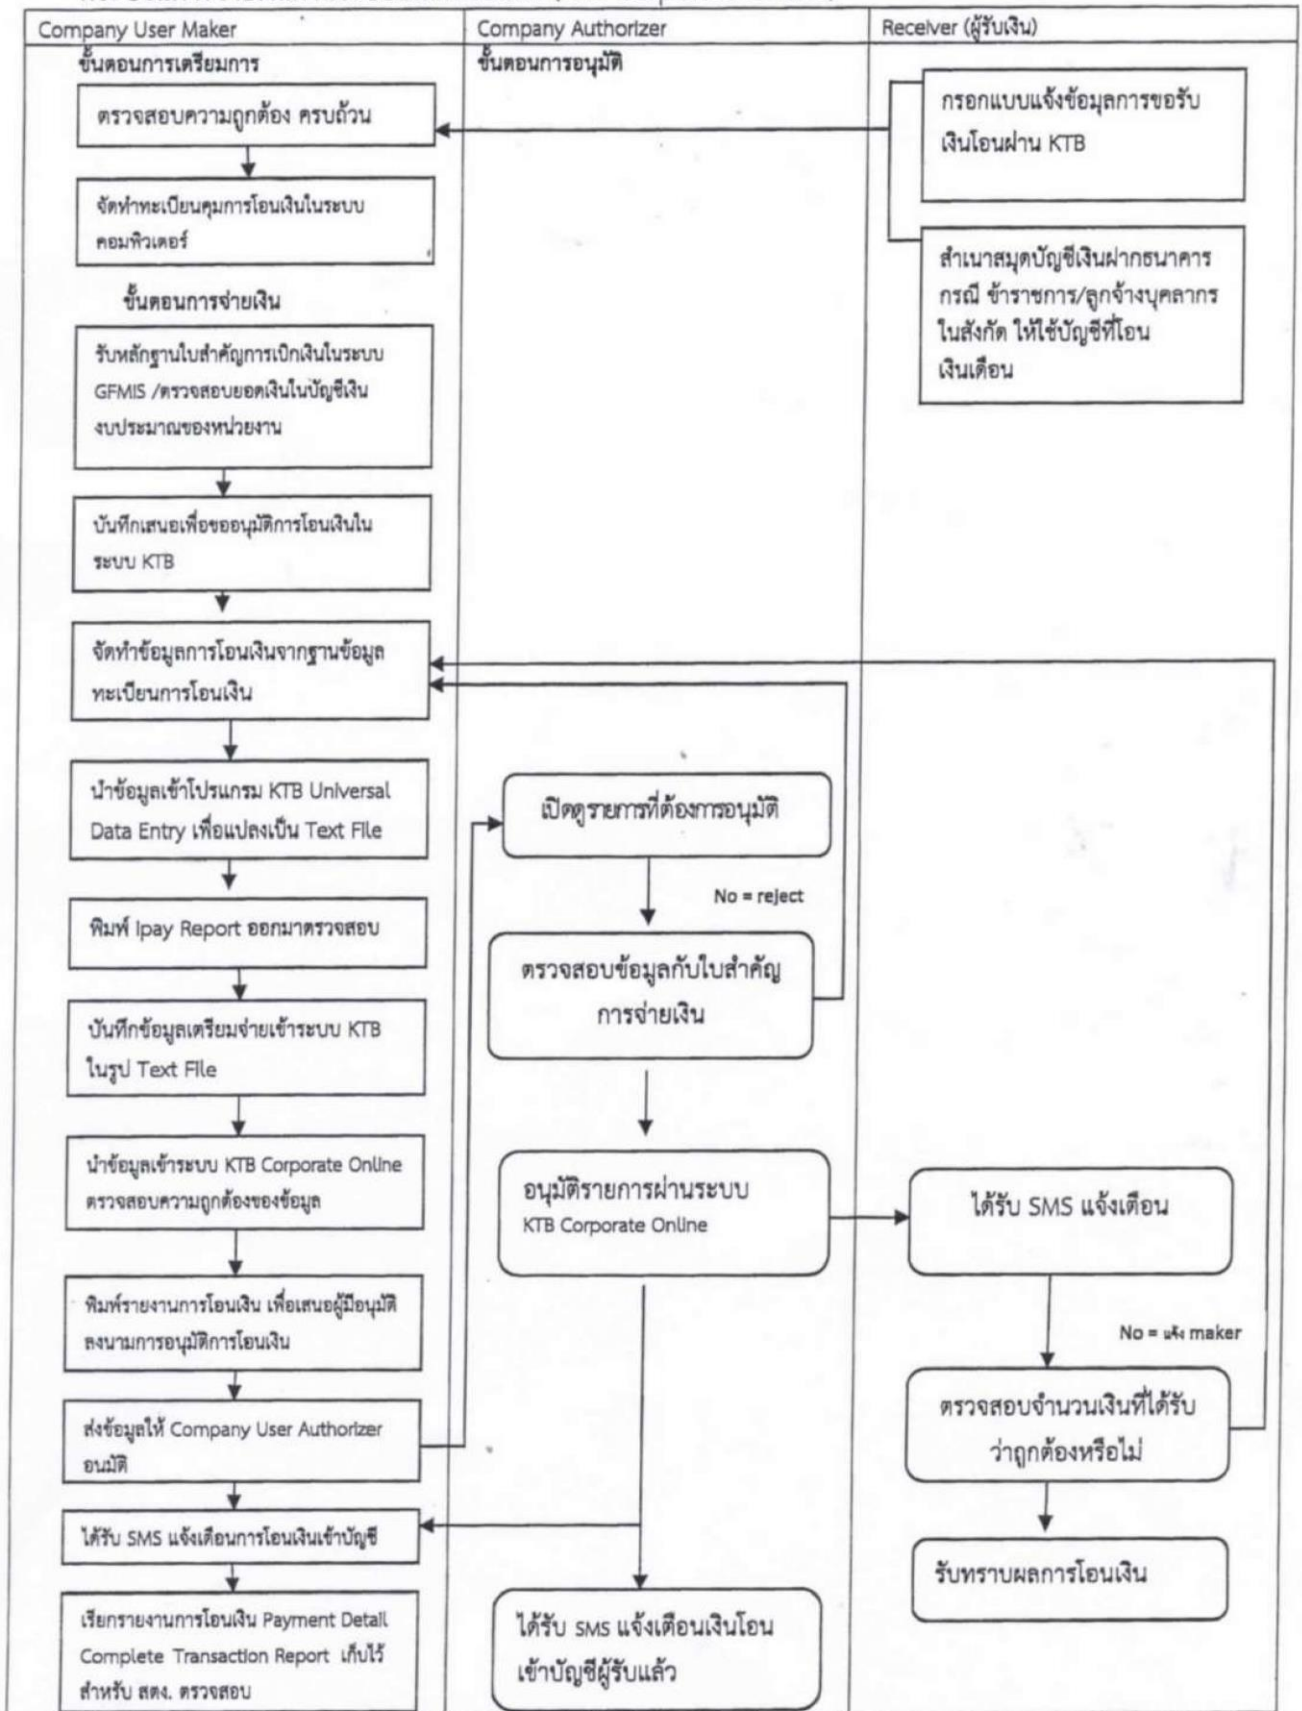 Company User Maker
Company Authorizer
Receiver (ผู้รับเงิน)
ขั้นตอนการเตรียมการ
ขั้นตอนการอนุมัติ
ตรวจสอบความถูกต้อง ครบถ้วน
กรอกแบบแจ้งข้อมูลการขอรับ
เงินโอนผ่าน KTB
จัดทำทะเบียนคุมการโอนเงินในระบบ
คอมพิวเตอร์
สำเนาสมุดบัญชีเงินฝากธนาคาร
กรณี ข้าราชการ/ลูกจ้างบุคลากร
ในสังกัด ให้ใช้บัญชีที่โอน
เงินเดือน
ขั้นตอนการจ่ายเงิน
รับหลักฐานใบสำคัญการเบิกเงินในระบบ
GFMIS /ตรวจสอบยอดเงินในบัญชีเงิน
งบประมาณของหน่วยงาน
บันทึกเสนอเพื่อขออนุมัติการโอนเงินใน
ระบบ KTB
จัดทำข้อมูลการโอนเงินจากฐานข้อมูล
ทะเบียนการโอนเงิน
นำข้อมูลเข้าโปรแกรม KTB Universal
Data Entry เพื่อแปลงเป็น Text File
พิมพ์ Ipay Report ออกมาตรวจสอบ
บันทึกข้อมูลเตรียมจ่ายเข้าระบบ KTB
ในรูป Text File
นำข้อมูลเข้าระบบ KTB Corporate Online
ตรวจสอบความถูกต้องของข้อมูล
พิมพ์รายงานการโอนเงิน เพื่อเสนอผู้มีอนุมัติ
ลงนามการอนุมัติการโอนเงิน
ส่งข้อมูลให้ Company User Authorizer
อนมัติ
ได้รับ SMS แจ้งเตือนการโอนเงินเข้าบัญชี
เรียกรายงานการโอนเงิน Payment Detail
Complete Transaction Report เก็บไว้
สำหรับ สตง. ตรวจสอบ
เปิดดูรายการที่ต้องการอนุมัติ
No = reject
ตรวจสอบข้อมูลกับใบสำคัญ
การจ่ายเงิน
อนุมัติรายการผ่านระบบ
KTB Corporate Online
ได้รับ SMS แจ้งเตือนเงินโอน
เข้าบัญชีผู้รับแล้ว
ได้รับ SMS แจ้งเตือน
No = แจ้ง maker
ตรวจสอบจำนวนเงินที่ได้รับ
ว่าถูกต้องหรือไม่
รับทราบผลการโอนเงิน